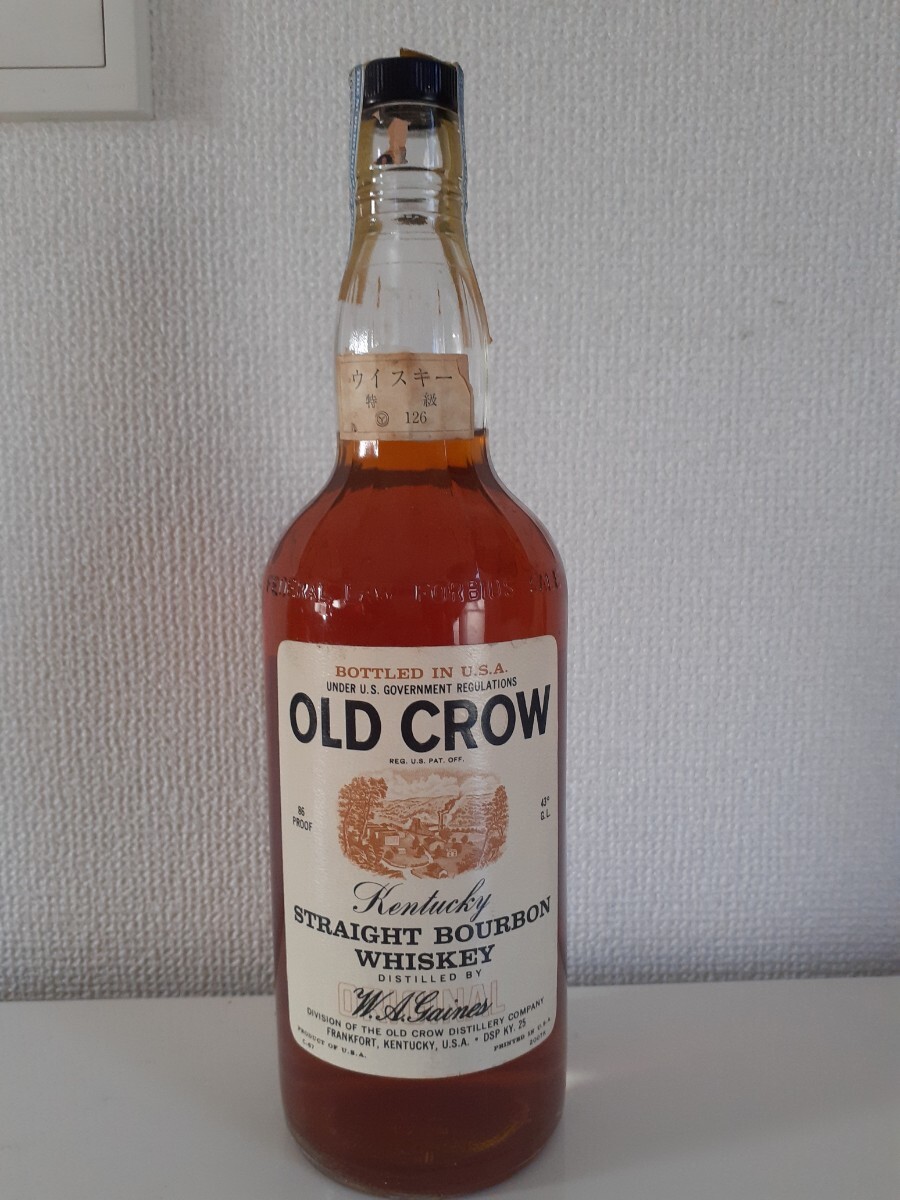 ウイスキー
特級
Ⓨ 126
FEDERAL LAW FORBIDS SALE
BOTTLED IN U.S.A.
UNDER U.S. GOVERNMENT REGULATIONS
OLD CROW
REG. U.S. PAT. OFF.
86
PROOF
43°
G.L.
Kentucky
STRAIGHT BOURBON
WHISKEY
DISTILLED BY
ORIGINAL
W.A. Gaines
DIVISION OF THE OLD CROW DISTILLERY COMPANY
FRANKFORT, KENTUCKY, U.S.A. • DSP KY. 25
PRODUCT OF U.S.A.
PRINTED IN U.S.A.